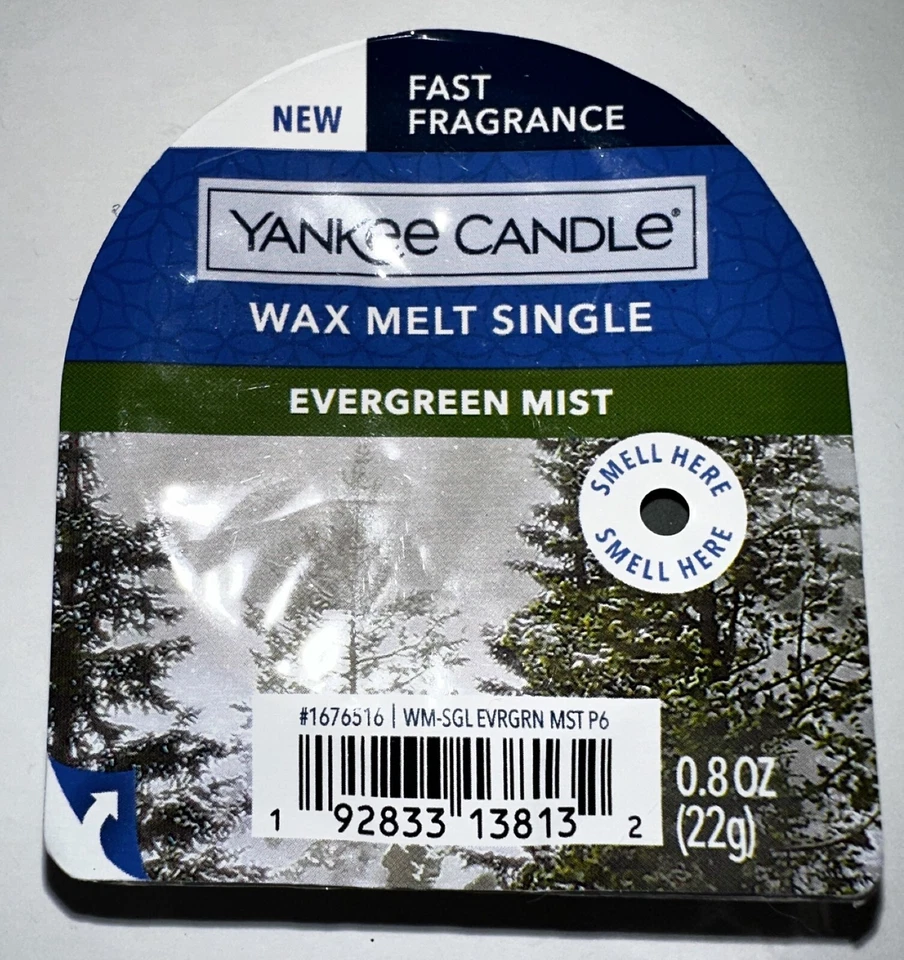 NEW
FAST
FRAGRANCE
YANKEE CANDLE®
WAX MELT SINGLE
EVERGREEN MIST
SMELL HERE
SMELL HERE
#1676516 | WM-SGL EVRGRN MST P6
1 92833 13813 2
0.8 OZ
(22g)